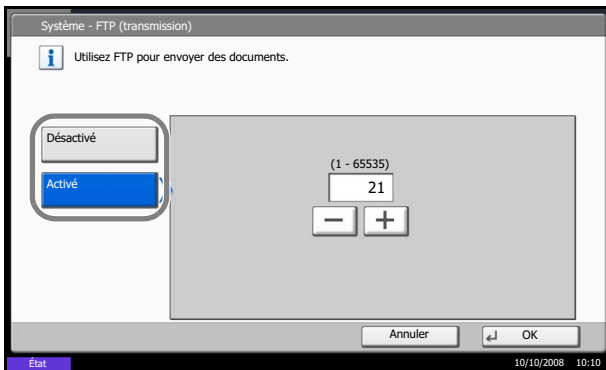 Système - FTP (transmission)
Utilisez FTP pour envoyer des documents.
Désactivé
Activé
(1 - 65535)
21
Annuler
OK
État
10/10/2008 10:10